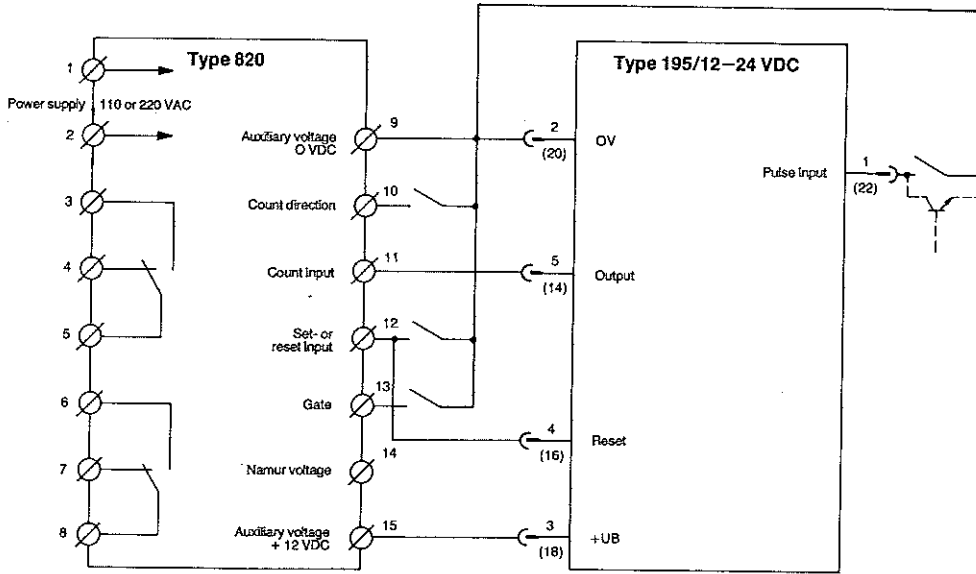 Type 820
Type 195/12–24 VDC
1
Power supply 110 or 220 VAC
2
3
4
5
6
7
8
Auxiliary voltage
O VDC
9
Count direction
10
Count input
11
Set- or
reset input
12
Gate
13
Namur voltage
14
Auxiliary voltage
+ 12 VDC
15
2
(20)
OV
5
(14)
Output
4
(16)
Reset
3
(18)
+UB
Pulse input
1
(22)